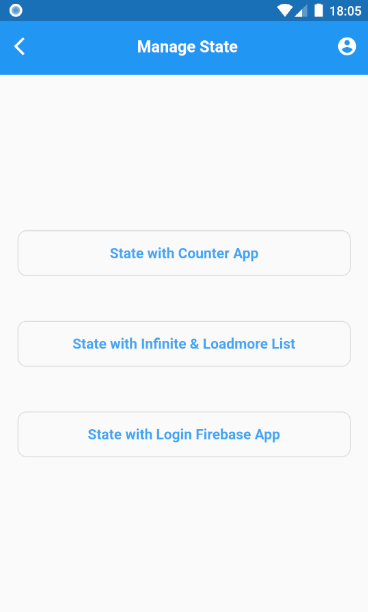 18:05
Manage State
State with Counter App
State with Infinite & Loadmore List
State with Login Firebase App